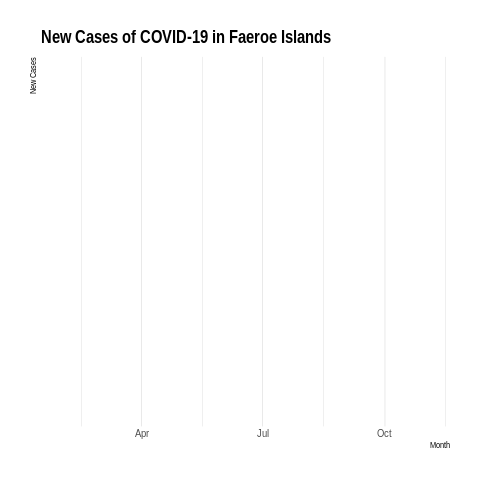 New Cases of COVID-19 in Faeroe Islands
New Cases
Apr Jul Oct
Month